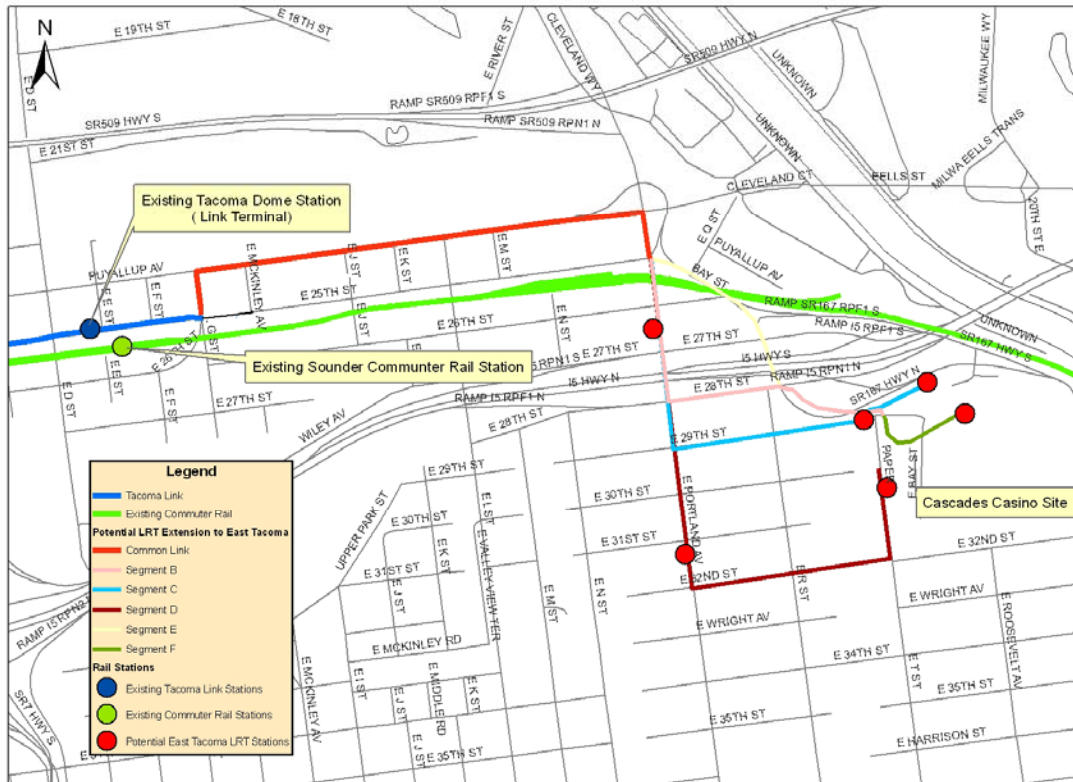 N
E 19TH ST
E 18TH ST
E D ST
E RIVER ST
CLEVELAND WY
SR509 HWY N
UNKNOWN
MILWAUKEE WY
RAMP SR509 RPF1 S
SR509 HWY S
RAMP SR509 RPN1 N
UNKNOWN
E 21ST ST
MILWA EELLS TRANS
EELLS ST
CLEVELAND CT
20TH ST E
Existing Tacoma Dome Station
( Link Terminal)
E Q ST
PUYALLUP AV
PUYALLUP AV
E MCKINLEY AV
E J ST
E K ST
E M ST
BAY ST
E E ST
E F ST
E 25TH ST
RAMP SR167 RPF1 S
G ST
E J ST
E 26TH ST
E N ST
E 27TH ST
RAMP I5 RPF1 S
UNKNOWN
SR167 HWY S
E 26ST ST
Existing Sounder Communter Rail Station
RPN1 S
E 27TH ST
I5 HWY S
RAMP I5 RPN1 N
E D ST
E E ST
E F ST
E 27TH ST
I5 HWY N
RAMP I5 RPF1 N
E 28TH ST
SR167 HWY N
WILEY AV
E 28TH ST
E 29TH ST
E BAY ST
Cascades Casino Site
Legend
Tacoma Link
Existing Commuter Rail
Potential LRT Extension to East Tacoma
Common Link
Segment B
Segment C
Segment D
Segment E
Segment F
Rail Stations
Existing Tacoma Link Stations
Existing Commuter Rail Stations
Potential East Tacoma LRT Stations
UPPER PARK ST
E 29TH ST
E 30TH ST
E K ST
E L ST
E VALLEY VIEW TER
E 31ST ST
E J ST
E I ST
E M ST
E N ST
E 30TH ST
E 31ST ST
E PORTLAND AV
E 32ND ST
E R ST
E 32ND ST
E WRIGHT AV
E WRIGHT AV
E ROOSEVELT AV
E T ST
E MCKINLEY RD
E MCKINLEY AV
E J ST
E MIDDLE RD
E K ST
E J ST
E 34TH ST
E 35TH ST
E 35TH ST
E 35TH ST
E HARRISON ST
SR7 HWY S